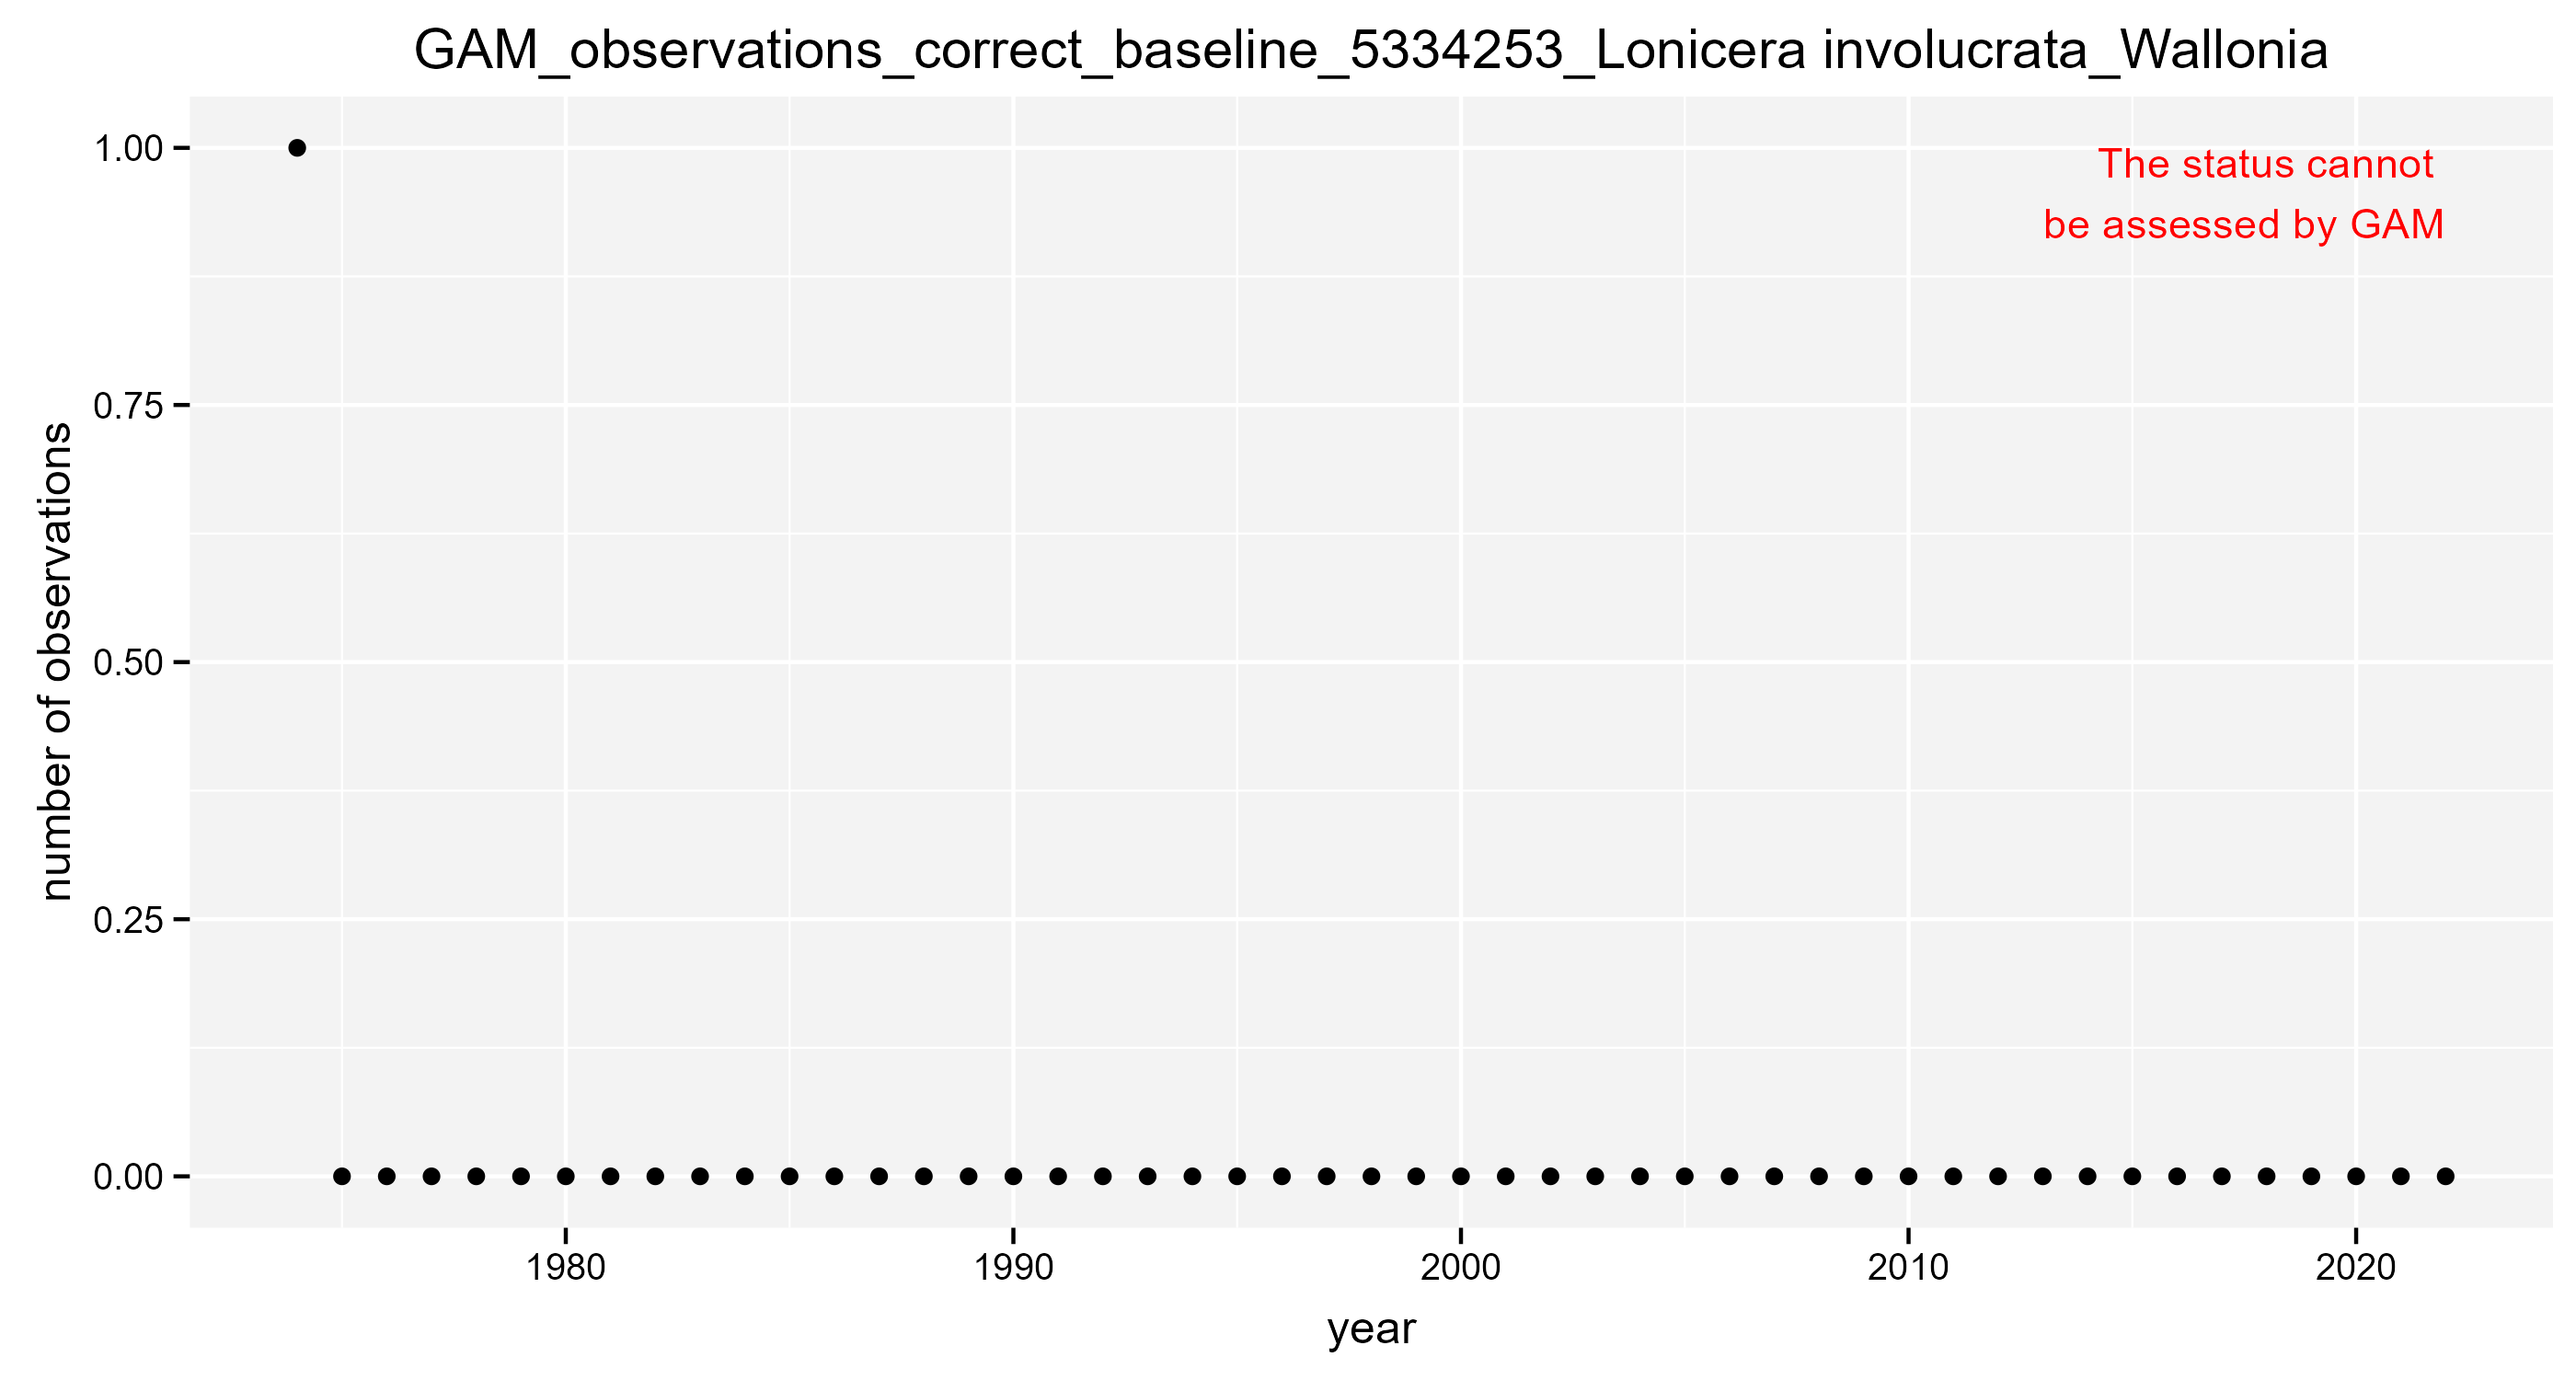 GAM_observations_correct_baseline_5334253_Lonicera involucrata_Wallonia
The status cannot
be assessed by GAM
number of observations
1.00
0.75
0.50
0.25
0.00
1980 1990 2000 2010 2020
year